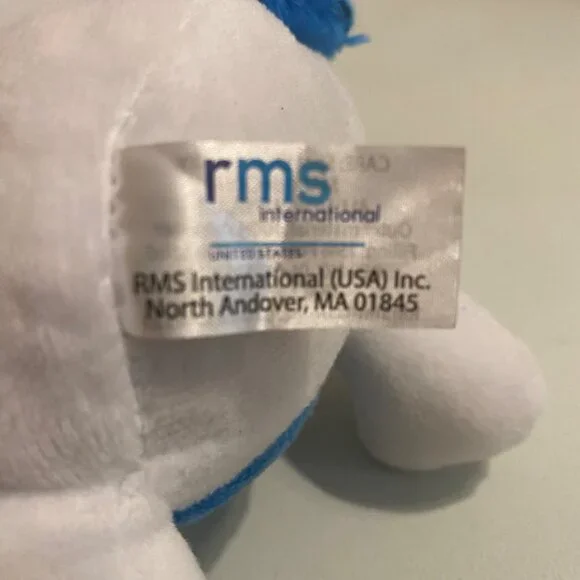 rms
international
UNITED STATES
RMS International (USA) Inc.
North Andover, MA 01845